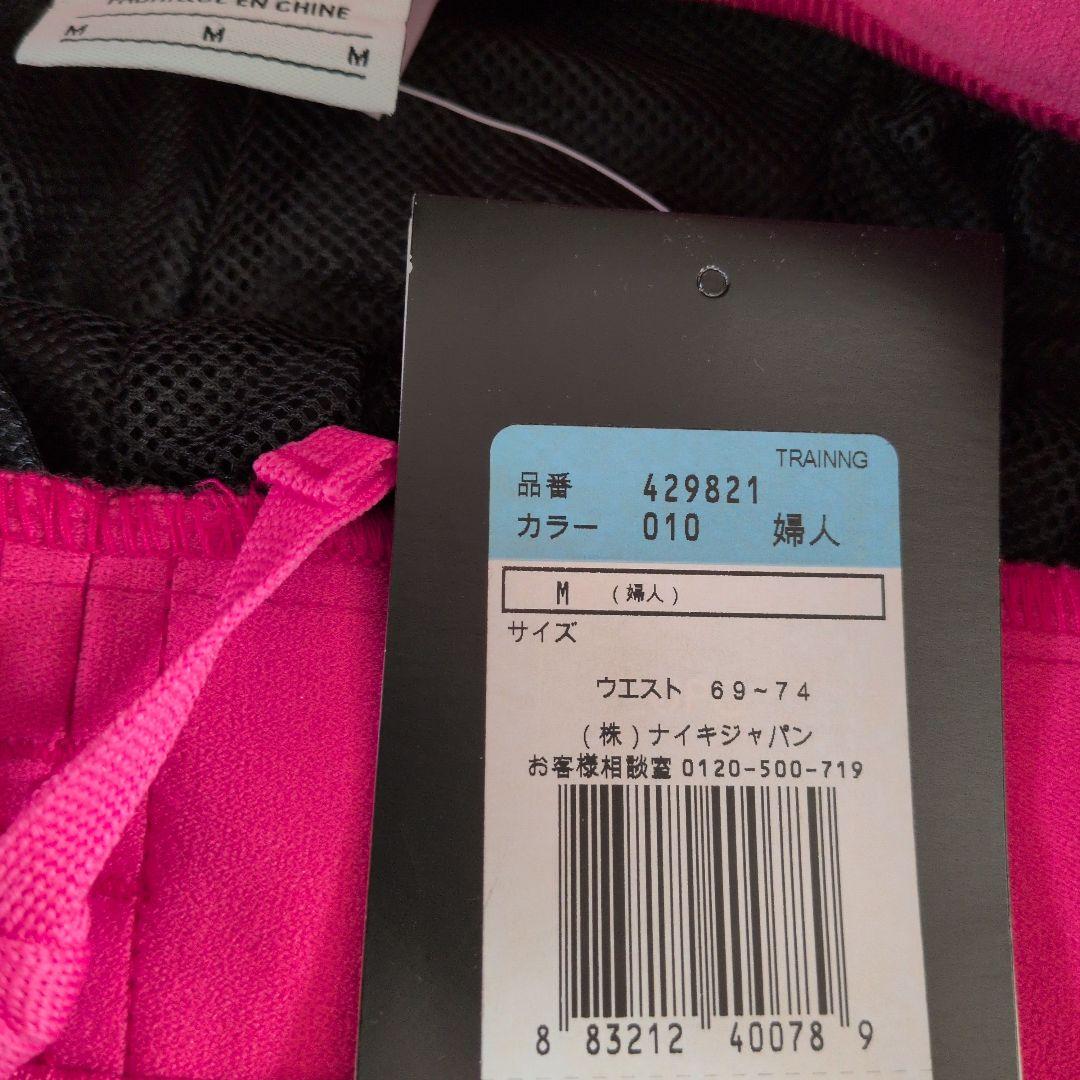 EN CHINE
M M M
TRAINNG
品番 429821
カラー 010 婦人
M (婦人)
サイズ
ウエスト 69~74
(株)ナイキジャパン
お客様相談室 0120-500-719
8 83212 40078 9